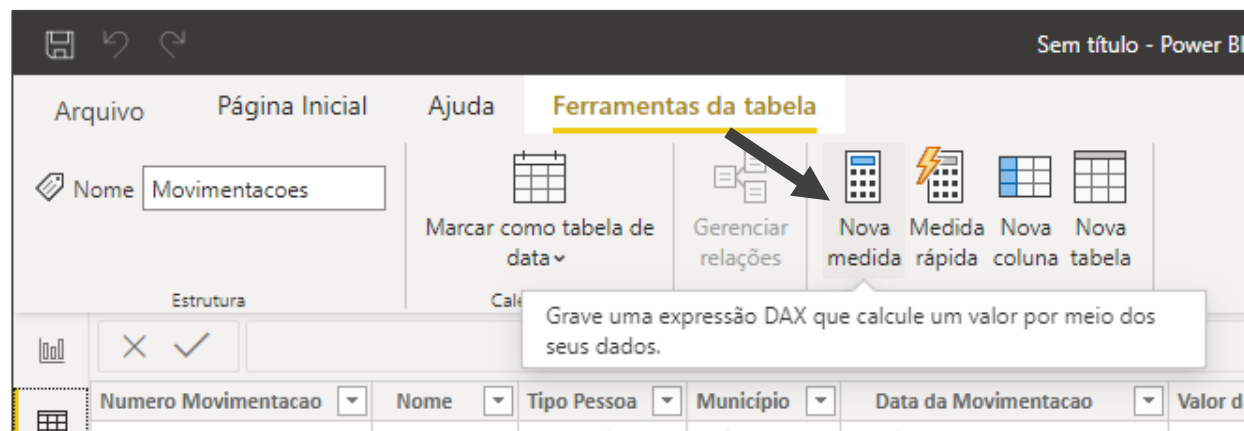 Sem título - Power BI
Arquivo Página Inicial Ajuda Ferramentas da tabela
Nome Movimentacoes
Marcar como tabela de
data
Gerenciar
relações
Nova
medida
Medida
rápida
Nova
coluna
Nova
tabela
Estrutura
Grave uma expressão DAX que calcule um valor por meio dos
seus dados.
Numero Movimentacao Nome Tipo Pessoa Município Data da Movimentacao Valor